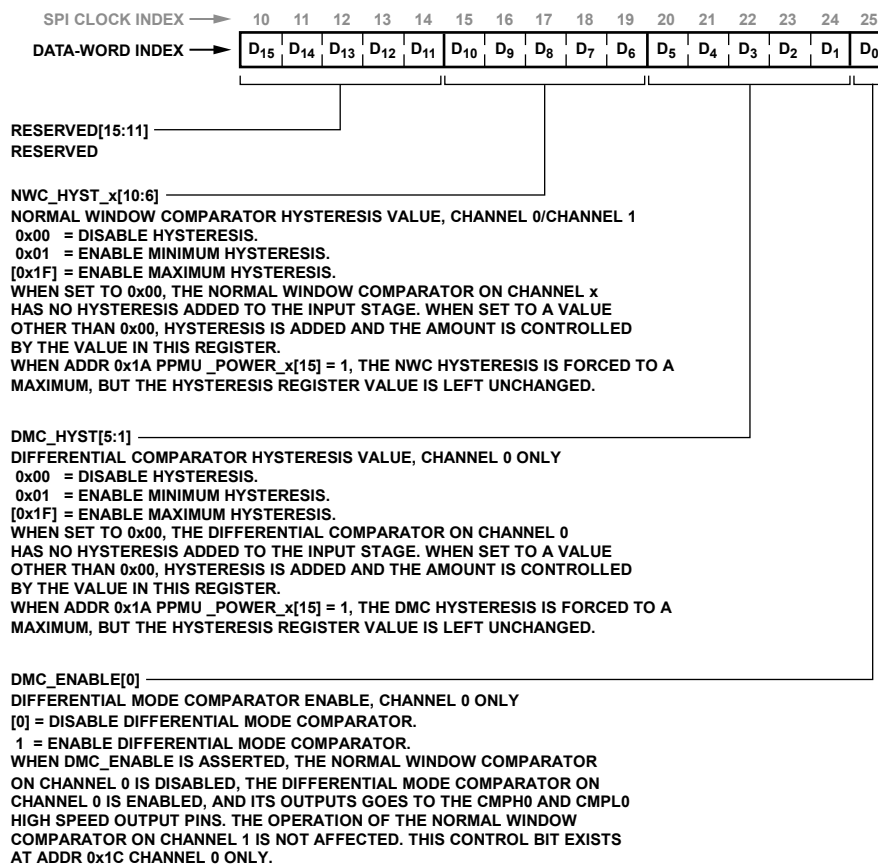 SPI CLOCK INDEX 10 11 12 13 14 15 16 17 18 19 20 21 22 23 24 25
DATA-WORD INDEX D15 D14 D13 D12 D11 D10 D9 D8 D7 D6 D5 D4 D3 D2 D1 D0
RESERVED[15:11]
RESERVED
NWC_HYST_x[10:6]
NORMAL WINDOW COMPARATOR HYSTERESIS VALUE, CHANNEL 0/CHANNEL 1
0x00 = DISABLE HYSTERESIS.
0x01 = ENABLE MINIMUM HYSTERESIS.
[0x1F] = ENABLE MAXIMUM HYSTERESIS.
WHEN SET TO 0x00, THE NORMAL WINDOW COMPARATOR ON CHANNEL x
HAS NO HYSTERESIS ADDED TO THE INPUT STAGE. WHEN SET TO A VALUE
OTHER THAN 0x00, HYSTERESIS IS ADDED AND THE AMOUNT IS CONTROLLED
BY THE VALUE IN THIS REGISTER.
WHEN ADDR 0x1A PPMU _POWER_x[15] = 1, THE NWC HYSTERESIS IS FORCED TO A
MAXIMUM, BUT THE HYSTERESIS REGISTER VALUE IS LEFT UNCHANGED.
DMC_HYST[5:1]
DIFFERENTIAL COMPARATOR HYSTERESIS VALUE, CHANNEL 0 ONLY
0x00 = DISABLE HYSTERESIS.
0x01 = ENABLE MINIMUM HYSTERESIS.
[0x1F] = ENABLE MAXIMUM HYSTERESIS.
WHEN SET TO 0x00, THE DIFFERENTIAL COMPARATOR ON CHANNEL 0
HAS NO HYSTERESIS ADDED TO THE INPUT STAGE. WHEN SET TO A VALUE
OTHER THAN 0x00, HYSTERESIS IS ADDED AND THE AMOUNT IS CONTROLLED
BY THE VALUE IN THIS REGISTER.
WHEN ADDR 0x1A PPMU _POWER_x[15] = 1, THE DMC HYSTERESIS IS FORCED TO A
MAXIMUM, BUT THE HYSTERESIS REGISTER VALUE IS LEFT UNCHANGED.
DMC_ENABLE[0]
DIFFERENTIAL MODE COMPARATOR ENABLE, CHANNEL 0 ONLY
[0] = DISABLE DIFFERENTIAL MODE COMPARATOR.
1 = ENABLE DIFFERENTIAL MODE COMPARATOR.
WHEN DMC_ENABLE IS ASSERTED, THE NORMAL WINDOW COMPARATOR
ON CHANNEL 0 IS DISABLED, THE DIFFERENTIAL MODE COMPARATOR ON
CHANNEL 0 IS ENABLED, AND ITS OUTPUTS GOES TO THE CMPH0 AND CMPL0
HIGH SPEED OUTPUT PINS. THE OPERATION OF THE NORMAL WINDOW
COMPARATOR ON CHANNEL 1 IS NOT AFFECTED. THIS CONTROL BIT EXISTS
AT ADDR 0x1C CHANNEL 0 ONLY.